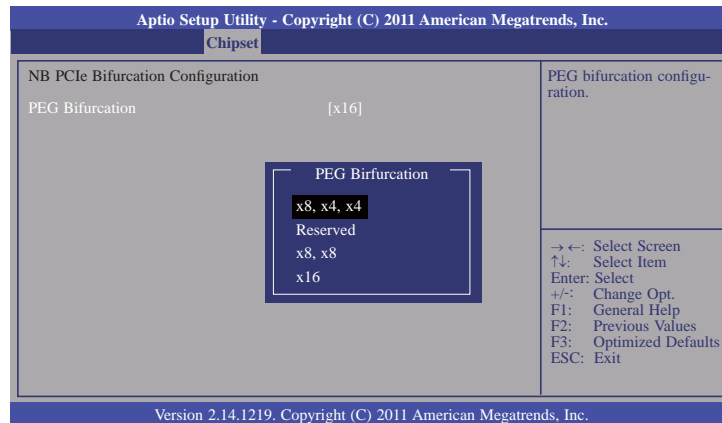 Aptio Setup Utility - Copyright (C) 2011 American Megatrends, Inc.
Chipset
NB PCIe Bifurcation Configuration
PEG Bifurcation [x16]
PEG Birfurcation
x8, x4, x4
Reserved
x8, x8
x16
PEG bifurcation configu-
ration.
→←: Select Screen
↑↓: Select Item
Enter: Select
+/-: Change Opt.
F1: General Help
F2: Previous Values
F3: Optimized Defaults
ESC: Exit
Version 2.14.1219. Copyright (C) 2011 American Megatrends, Inc.